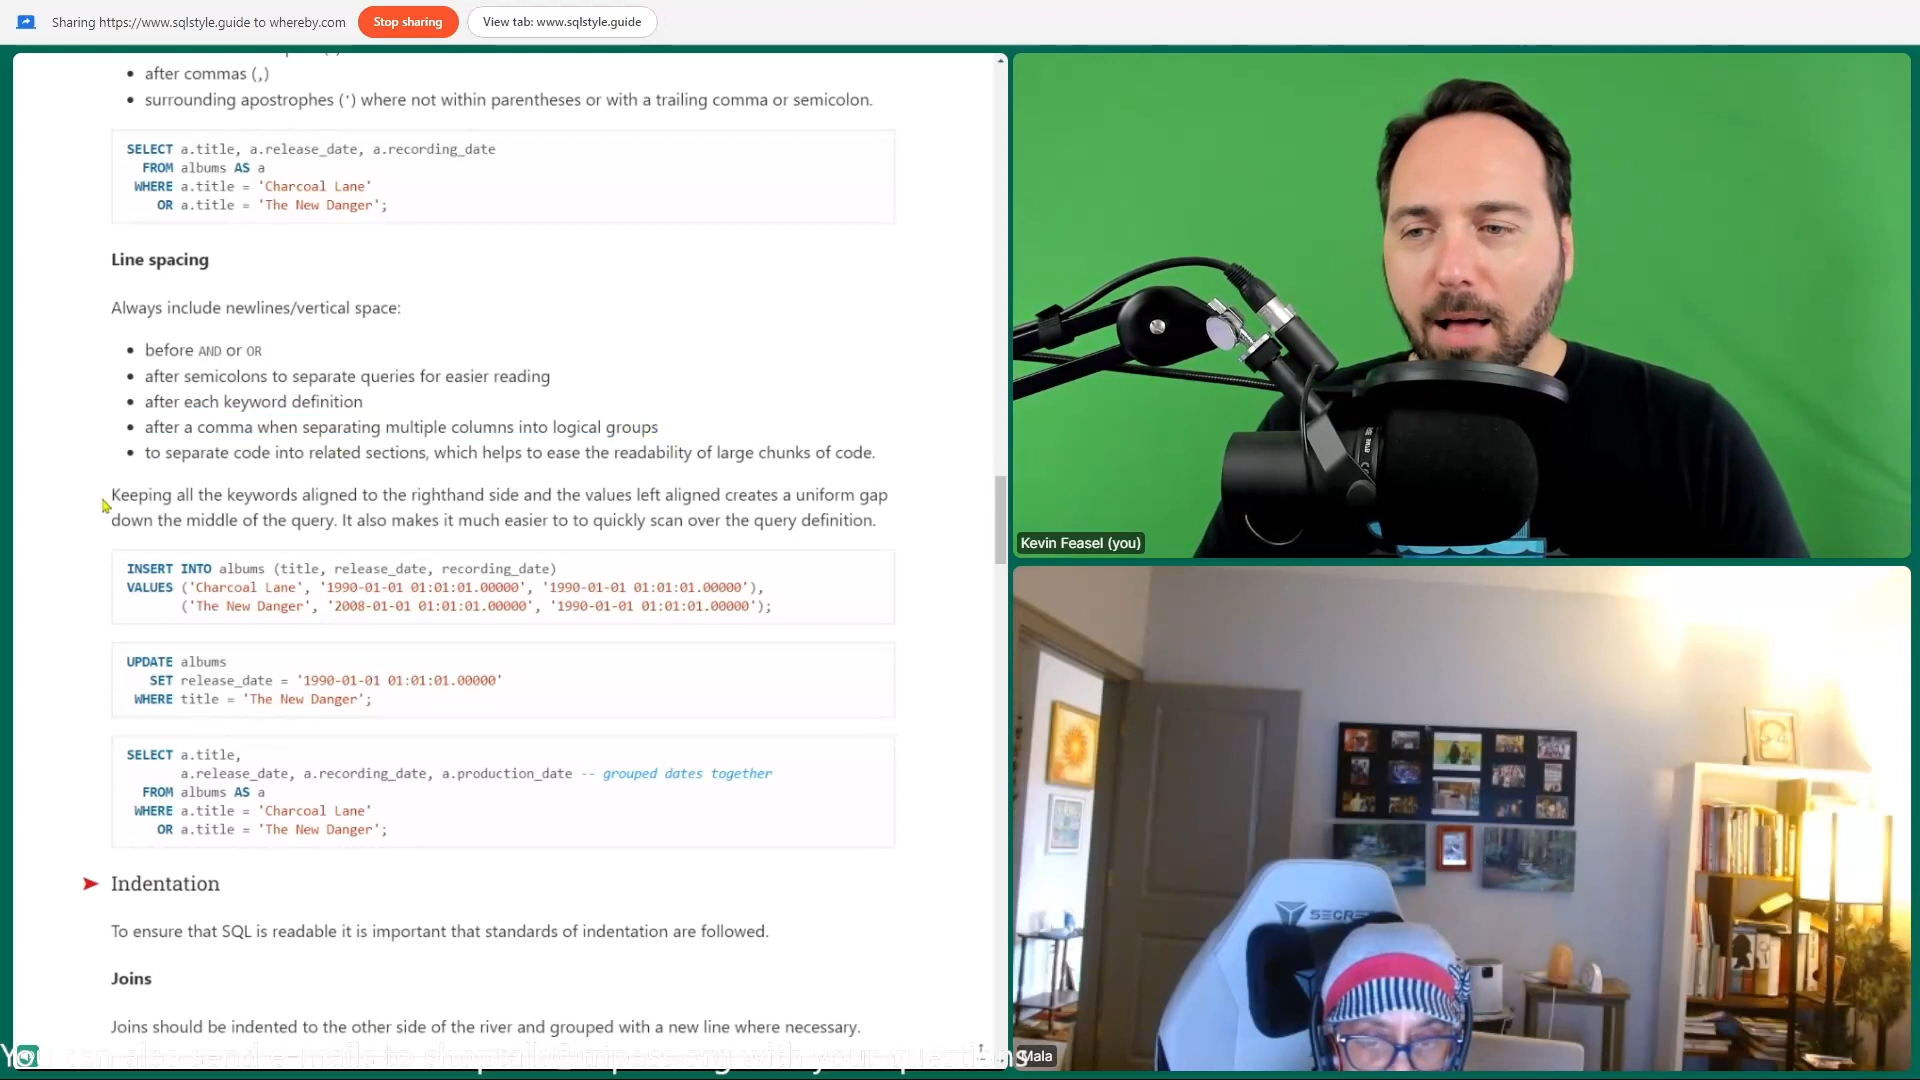 Sharing https://www.sqlstyle.guide to whereby.com
Stop sharing
View tab: www.sqlstyle.guide
• after commas (,)
• surrounding apostrophes (') where not within parentheses or with a trailing comma or semicolon.
SELECT a.title, a.release_date, a.recording_date
FROM albums AS a
WHERE a.title = 'Charcoal Lane'
OR a.title = 'The New Danger';
Line spacing
Always include newlines/vertical space:
• before AND or OR
• after semicolons to separate queries for easier reading
• after each keyword definition
• after a comma when separating multiple columns into logical groups
• to separate code into related sections, which helps to ease the readability of large chunks of code.
Keeping all the keywords aligned to the righthand side and the values left aligned creates a uniform gap
down the middle of the query. It also makes it much easier to to quickly scan over the query definition.
INSERT INTO albums (title, release_date, recording_date)
VALUES ('Charcoal Lane', '1990-01-01 01:01:01.00000', '1990-01-01 01:01:01.00000'),
('The New Danger', '2008-01-01 01:01:01.00000', '1990-01-01 01:01:01.00000');
UPDATE albums
SET release_date = '1990-01-01 01:01:01.00000'
WHERE title = 'The New Danger';
SELECT a.title,
a.release_date, a.recording_date, a.production_date -- grouped dates together
FROM albums AS a
WHERE a.title = 'Charcoal Lane'
OR a.title = 'The New Danger';
Indentation
To ensure that SQL is readable it is important that standards of indentation are followed.
Joins
Joins should be indented to the other side of the river and grouped with a new line where necessary.
You can also send e-mails to shoptalk@tripass.org with your questions
Kevin Feasel (you)
Mala